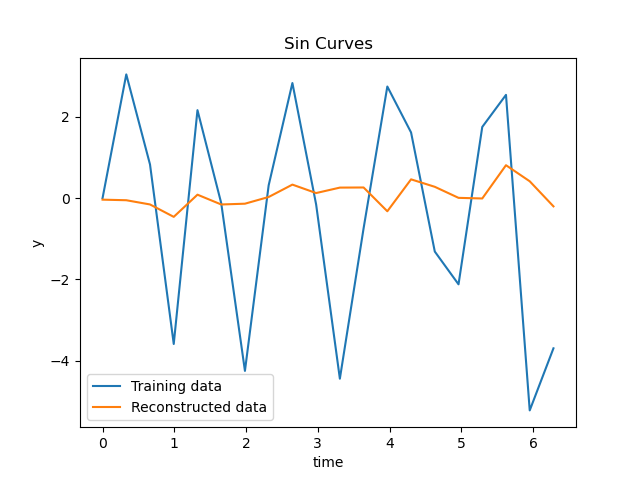 Sin Curves
y
2
0
−2
−4
Training data
Reconstructed data
0 1 2 3 4 5 6
time